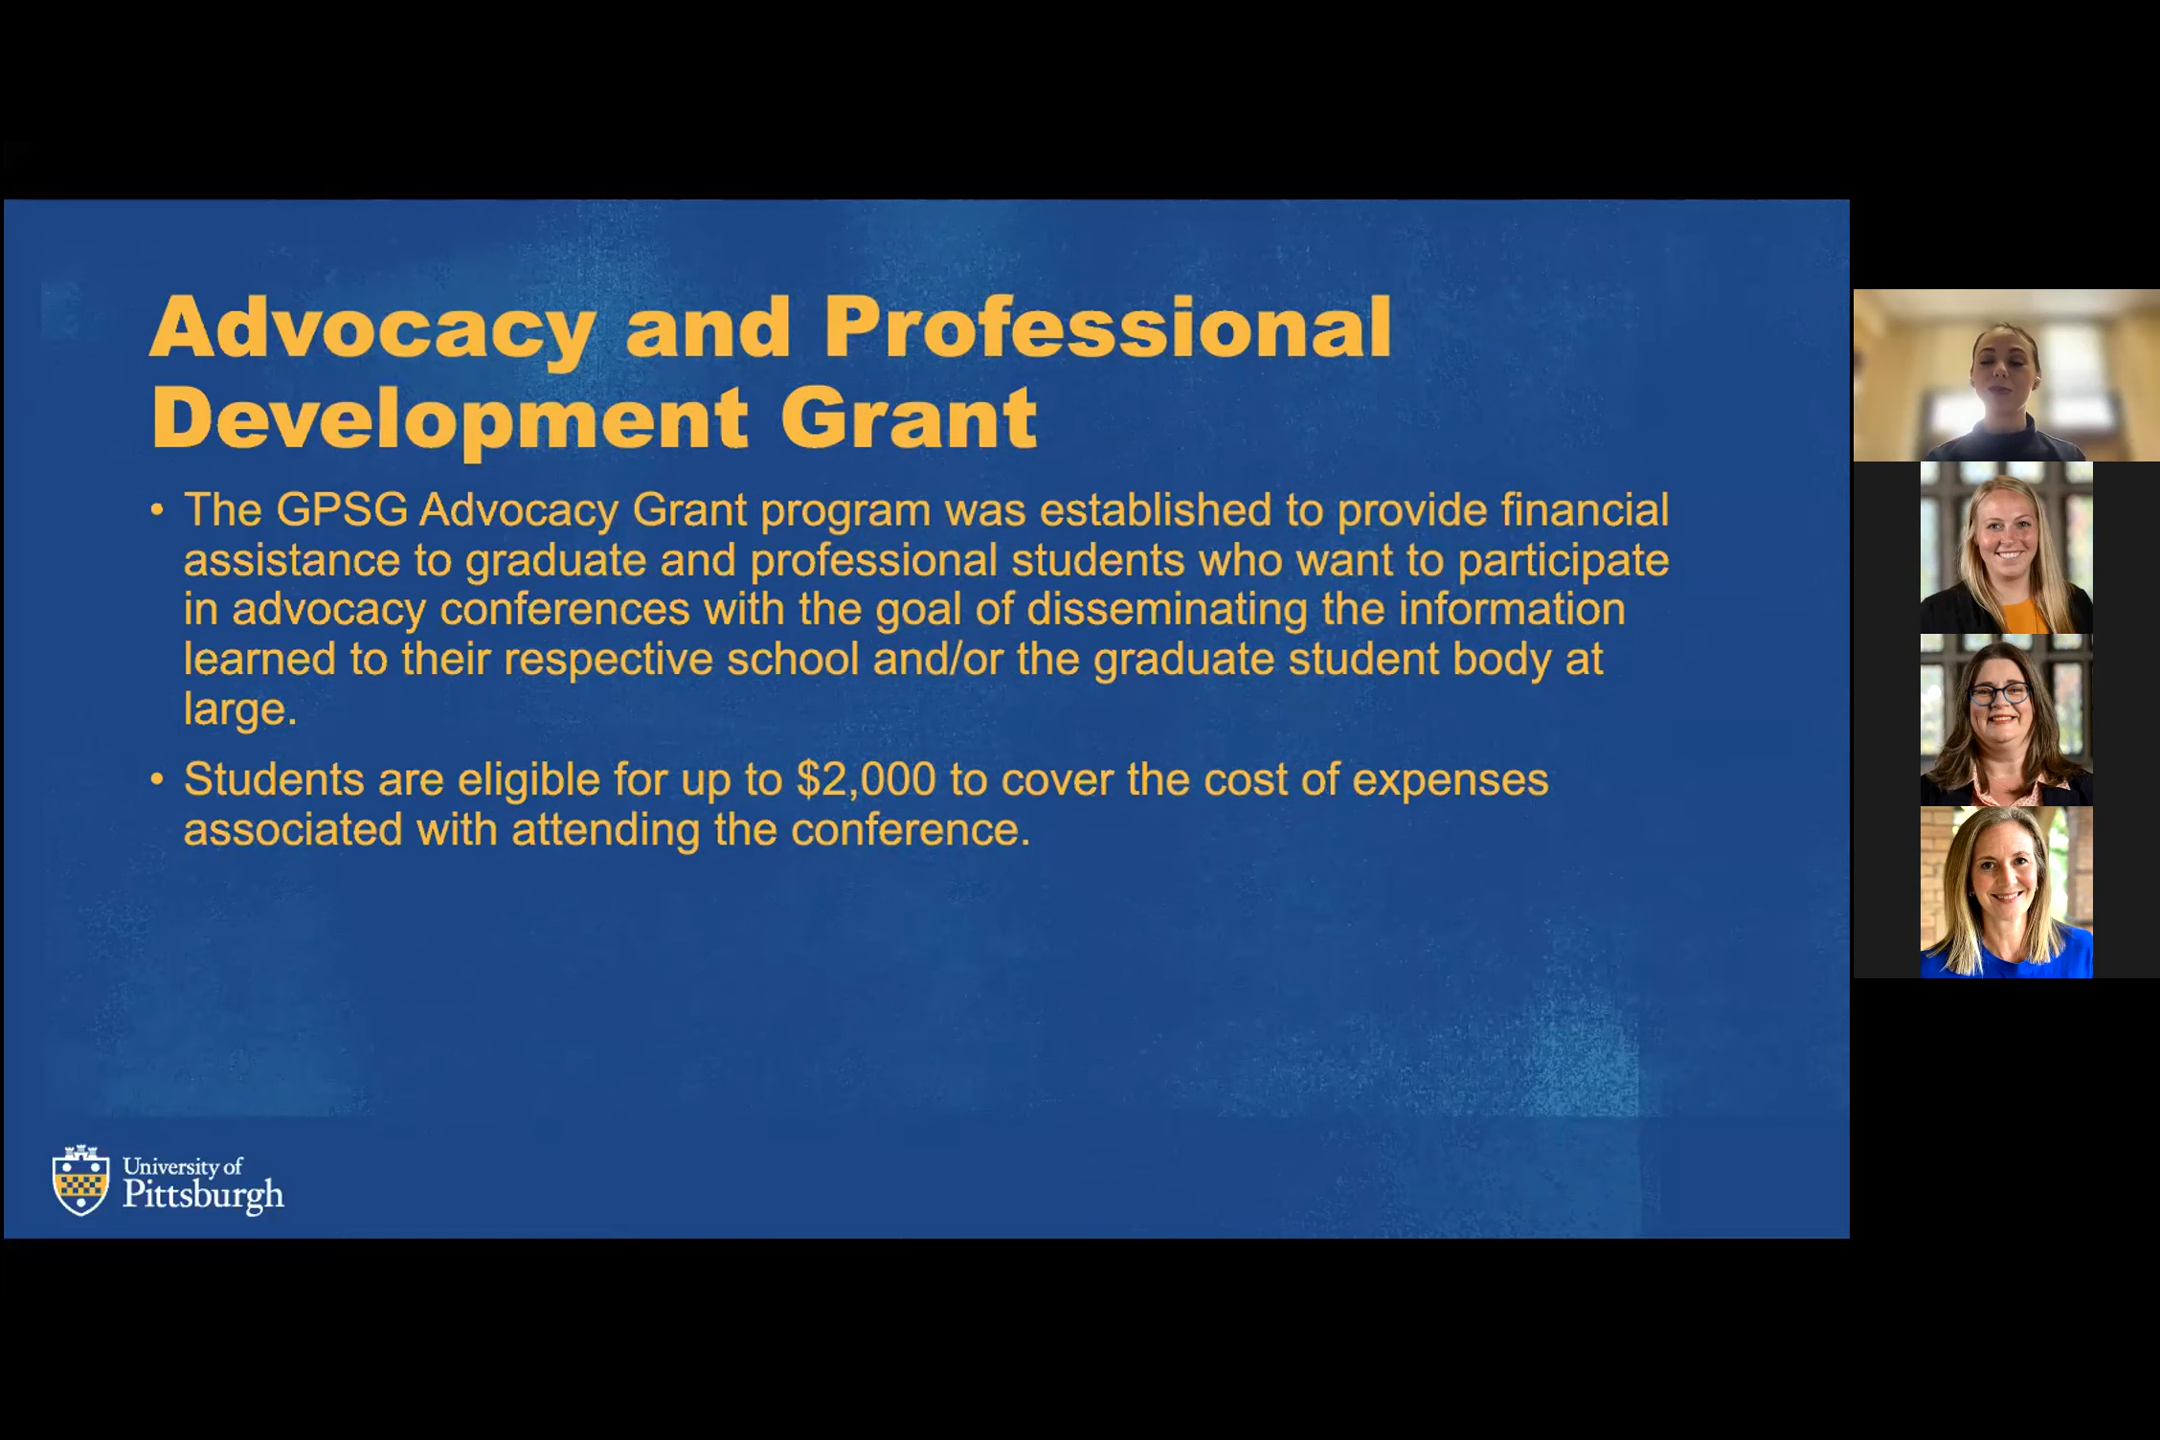 Advocacy and Professional
Development Grant
• The GPSG Advocacy Grant program was established to provide financial
assistance to graduate and professional students who want to participate
in advocacy conferences with the goal of disseminating the information
learned to their respective school and/or the graduate student body at
large.
• Students are eligible for up to $2,000 to cover the cost of expenses
associated with attending the conference.
University of
Pittsburgh